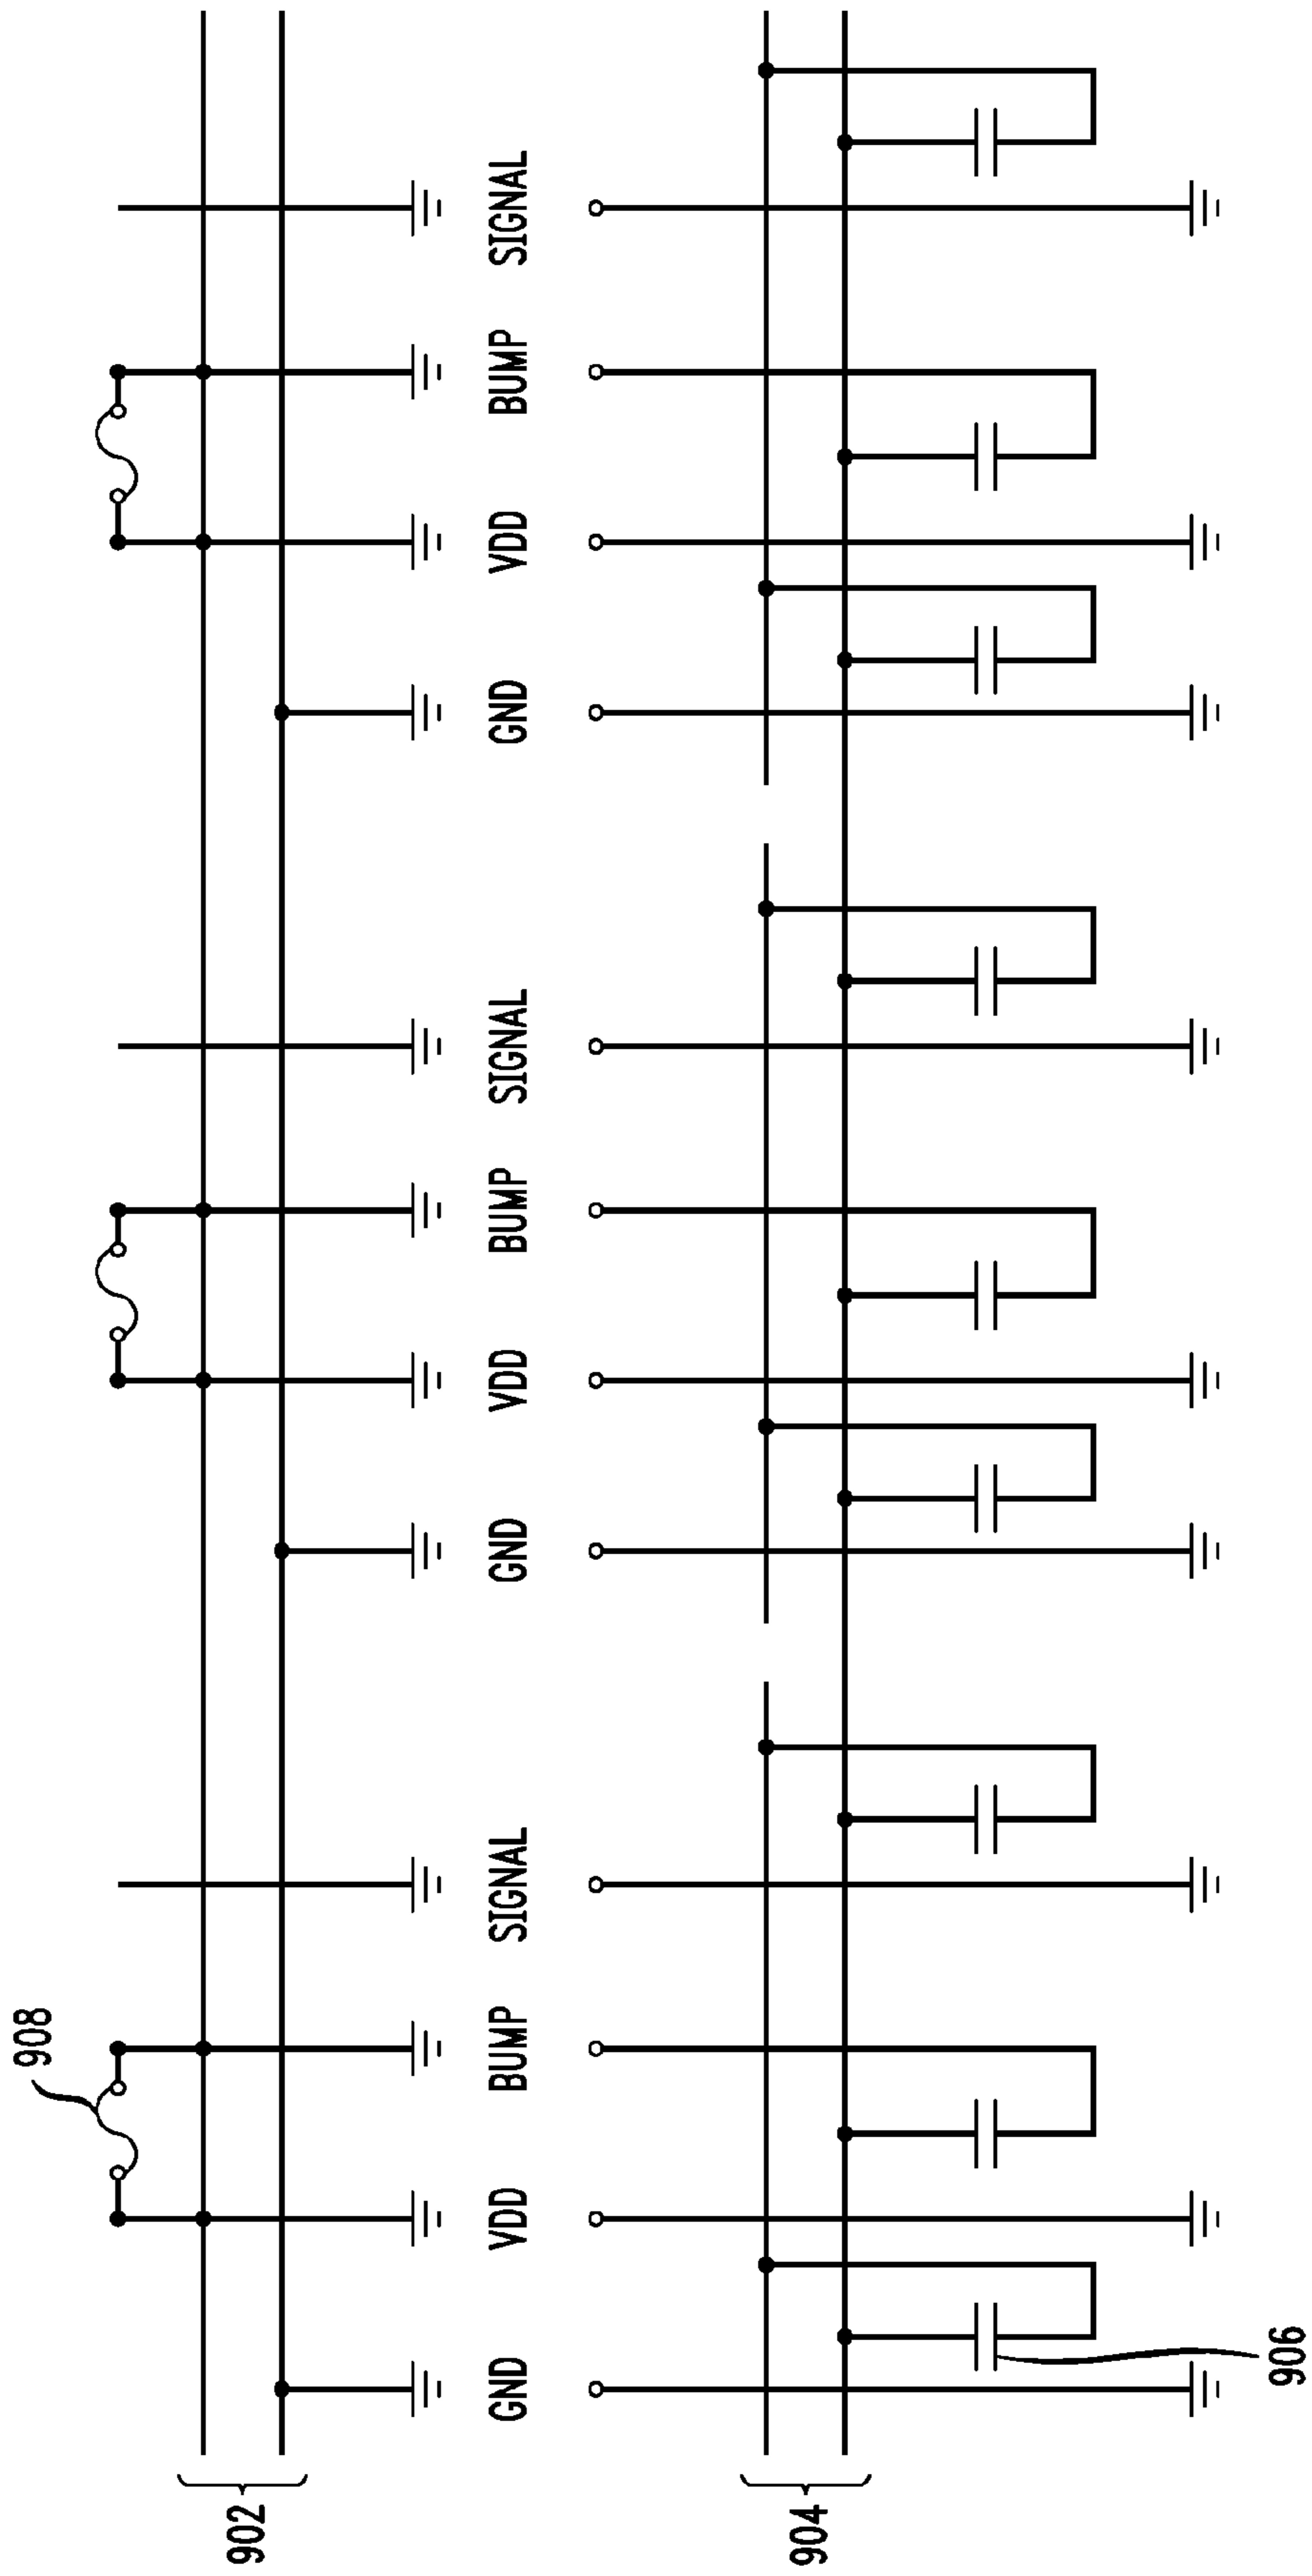 908
902
GND VDD BUMP SIGNAL GND VDD BUMP SIGNAL GND VDD BUMP SIGNAL
904
906